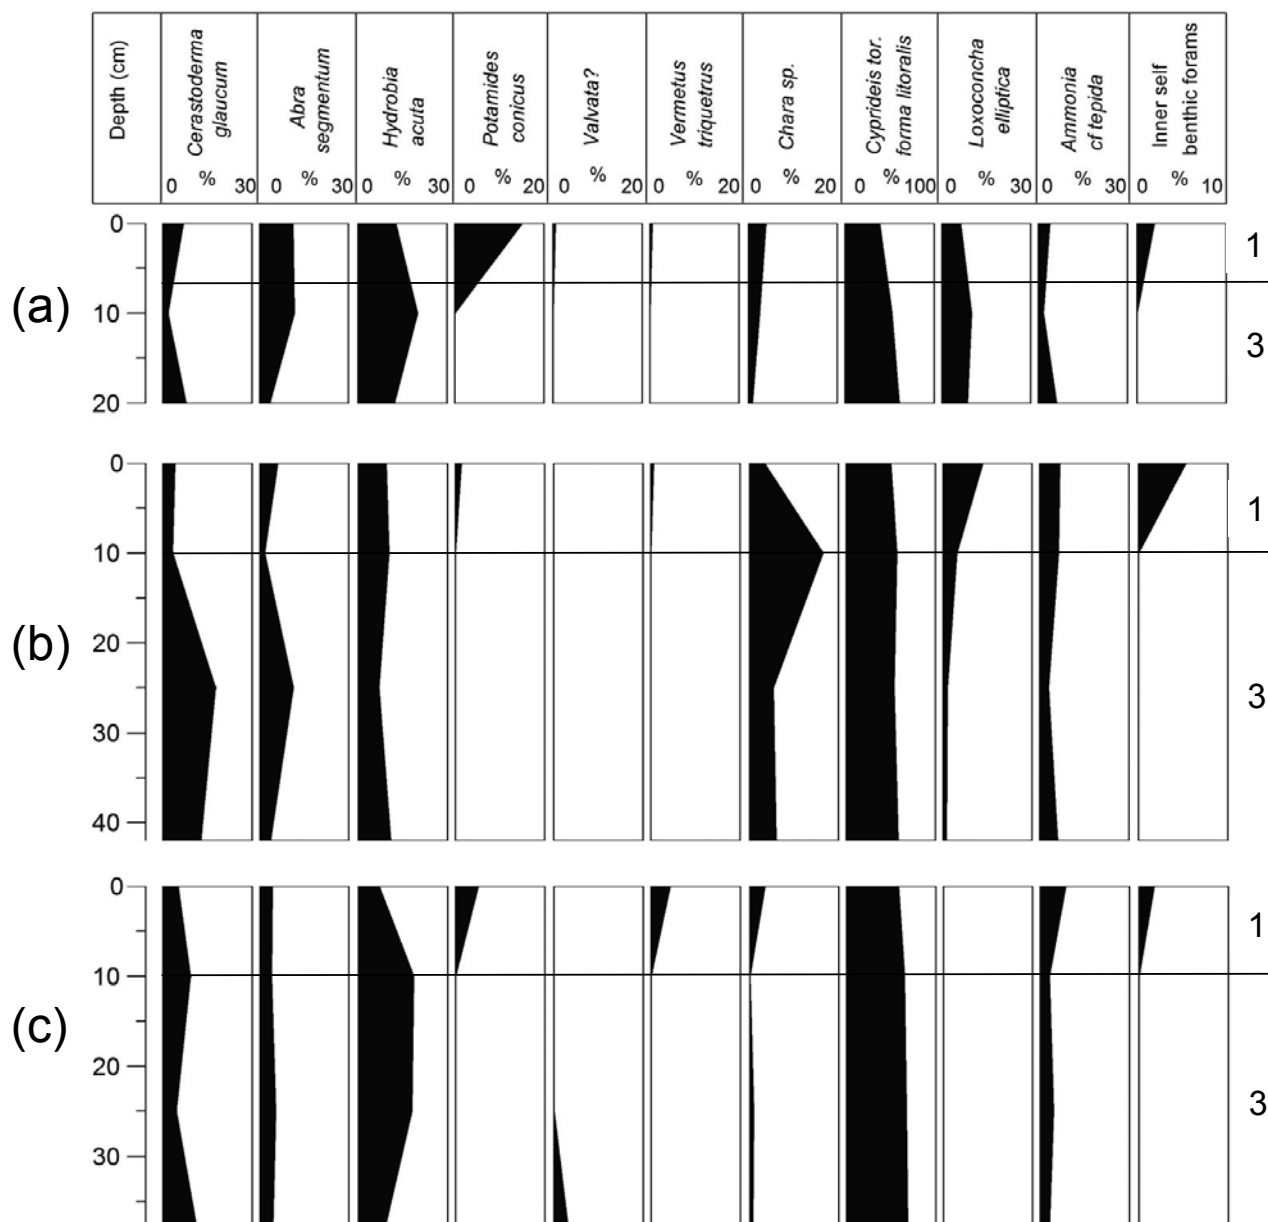 Depth (cm)
Cerastoderma
glaucum
Abra
segmentum
Hydrobia
acuta
Potamides
conicus
Valvata?
Vermetus
triquetrus
Chara sp.
Cyprideis tor.
forma litoralis
Loxoconcha
elliptica
Ammonia
cf tepida
Inner self
benthic forams
0 % 30
0 % 30
0 % 30
0 % 20
0 % 20
0 % 20
0 % 20
0 % 100
0 % 30
0 % 30
0 % 10
(a)
0
10
20
1
3
(b)
0
10
20
30
40
1
3
(c)
0
10
20
30
1
3